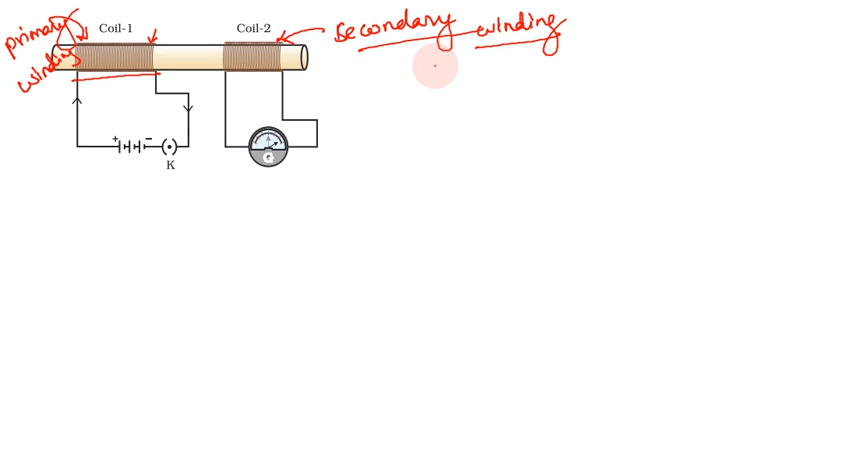 primary
winding
Coil-1
Coil-2
Secondary winding
+ -
K
G